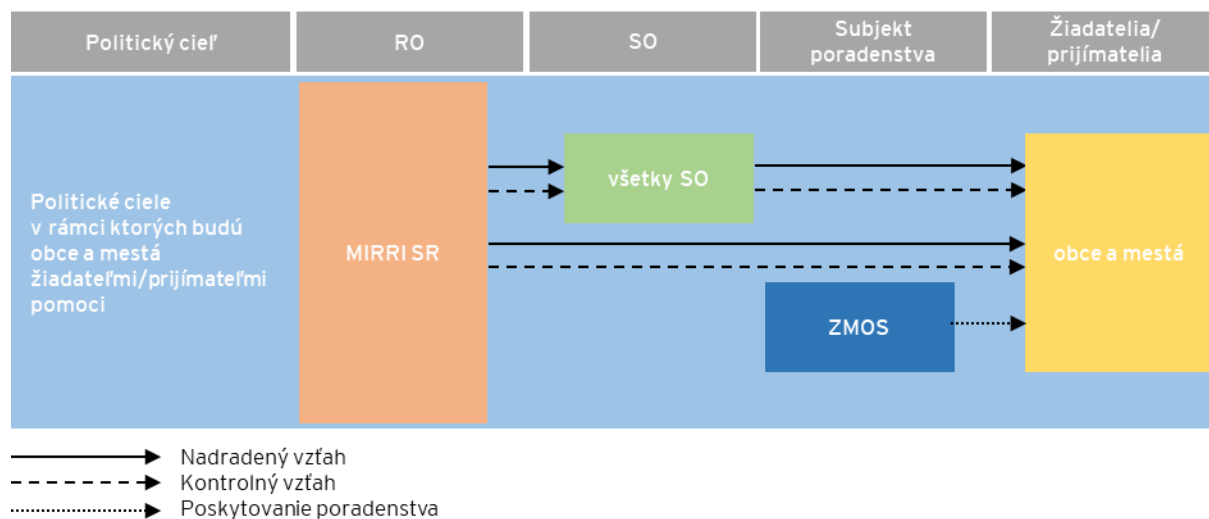 Politický cieľ
RO
SO
Subjekt
poradenstva
Žiadatelia/
prijímatelia
Politické ciele
v rámci ktorých budú
obce a mestá
žiadateľmi/prijímateľmi
pomoci
MIRRI SR
všetky SO
ZMOS
obce a mestá
Nadradený vzťah
Kontrolný vzťah
Poskytovanie poradenstva